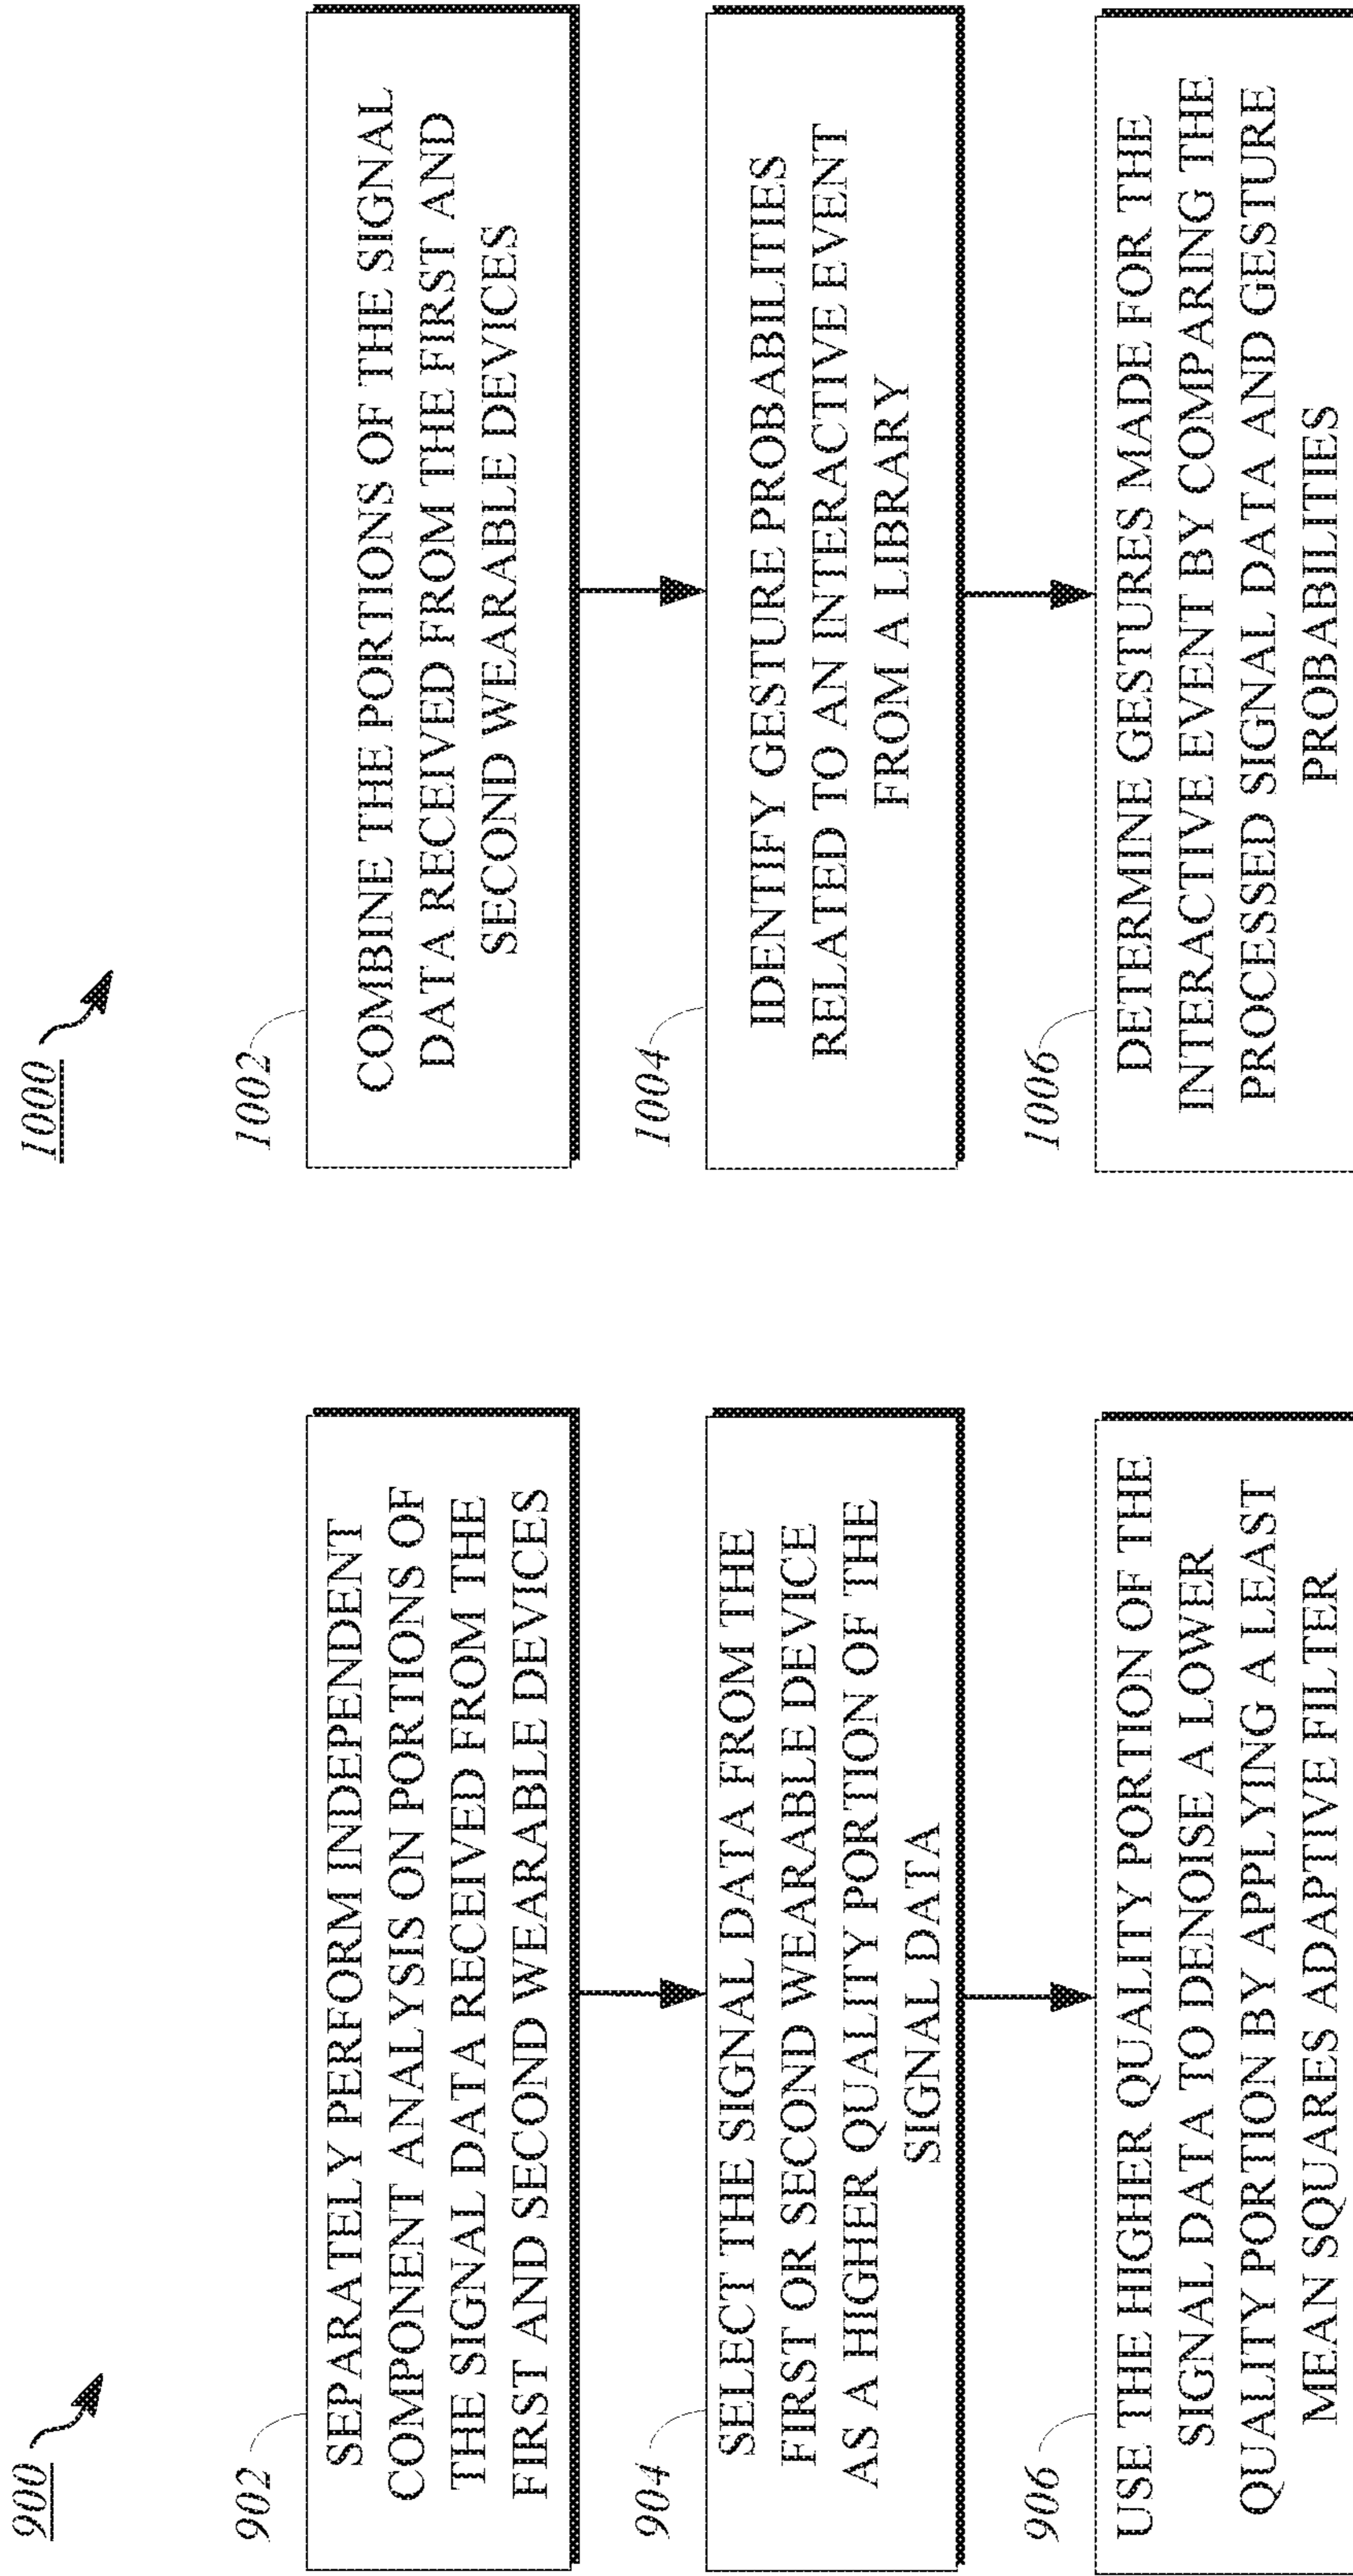 900
902
SEPARATELY PERFORM INDEPENDENT
COMPONENT ANALYSIS ON PORTIONS OF
THE SIGNAL DATA RECEIVED FROM THE
FIRST AND SECOND WEARABLE DEVICES
904
SELECT THE SIGNAL DATA FROM THE
FIRST OR SECOND WEARABLE DEVICE
AS A HIGHER QUALITY PORTION OF THE
SIGNAL DATA
906
USE THE HIGHER QUALITY PORTION OF THE
SIGNAL DATA TO DENOISE A LOWER
QUALITY PORTION BY APPLYING A LEAST
MEAN SQUARES ADAPTIVE FILTER
1000
1002
COMBINE THE PORTIONS OF THE SIGNAL
DATA RECEIVED FROM THE FIRST AND
SECOND WEARABLE DEVICES
1004
IDENTIFY GESTURE PROBABILITIES
RELATED TO AN INTERACTIVE EVENT
FROM A LIBRARY
1006
DETERMINE GESTURES MADE FOR THE
INTERACTIVE EVENT BY COMPARING THE
PROCESSED SIGNAL DATA AND GESTURE
PROBABILITIES